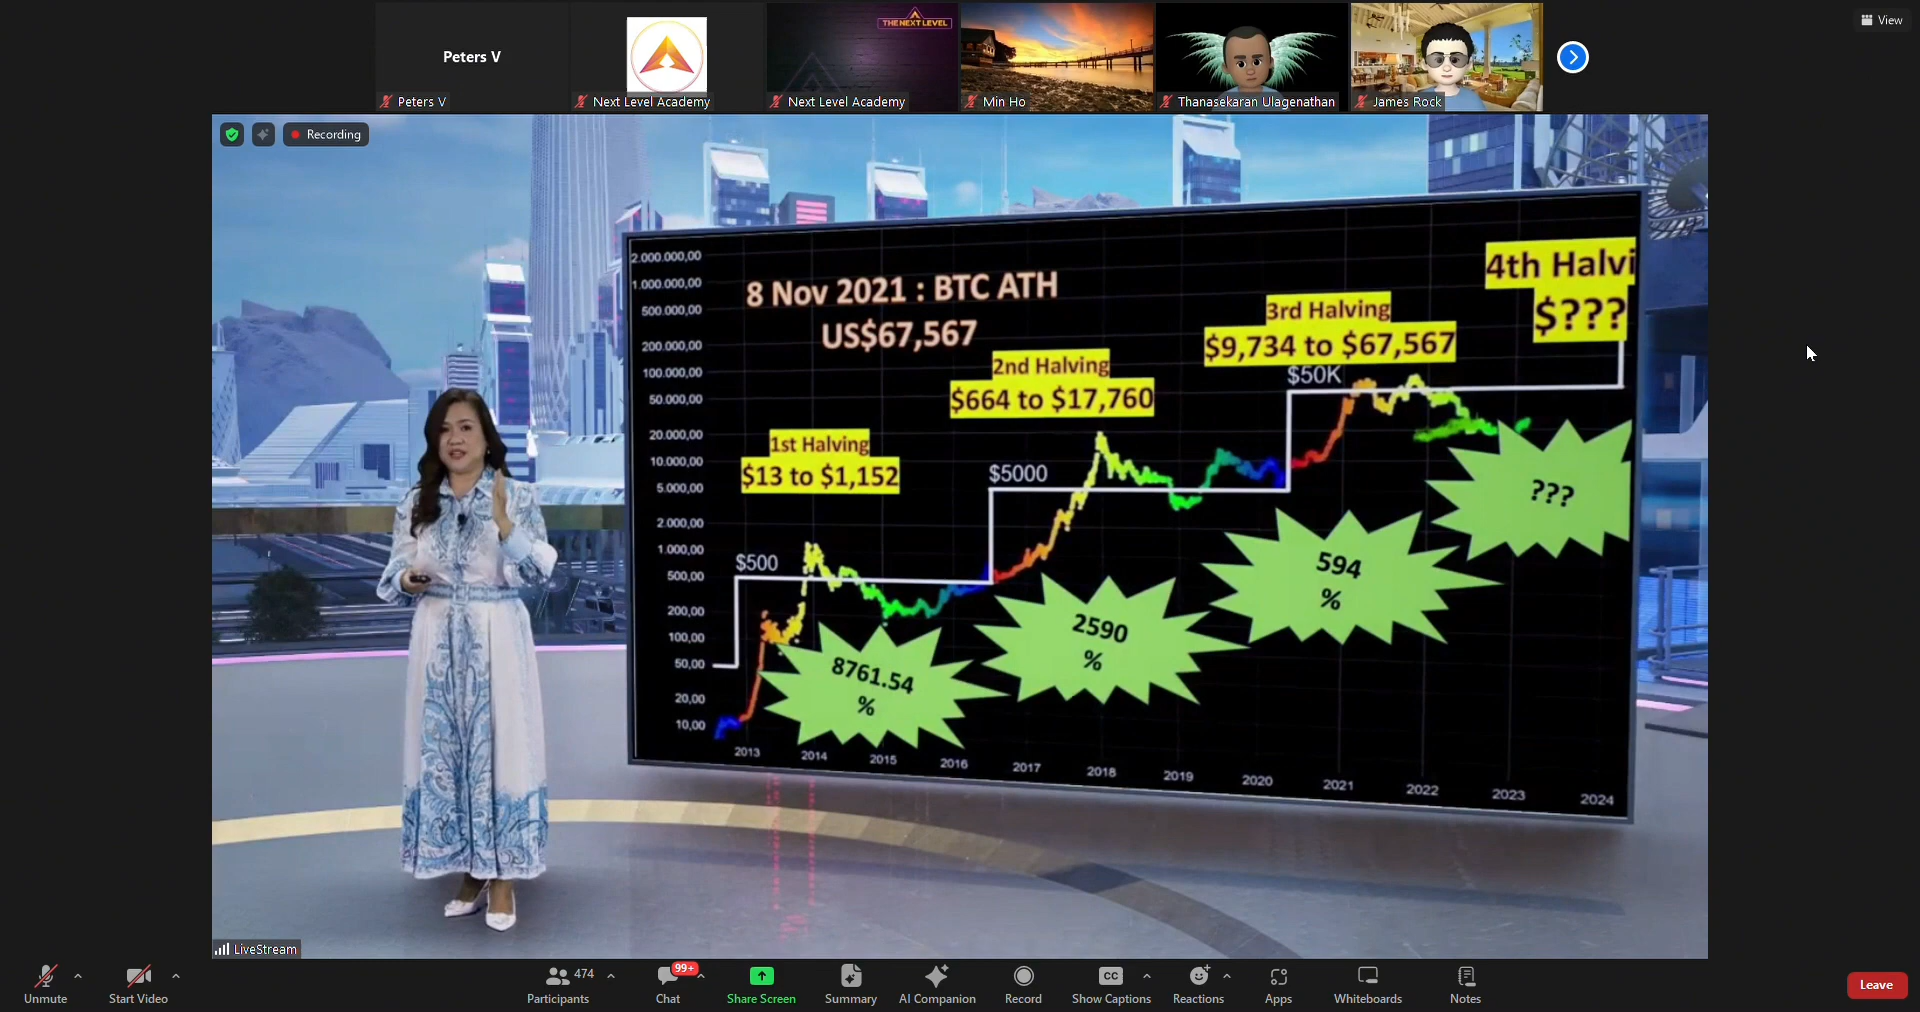 Peters V
Peters V
Next Level Academy
THE NEXT LEVEL
Next Level Academy
Min Ho
Thanasekaran Ulagenathan
James Rock
View
Recording
2.000.000,00
1.000.000,00
500.000,00
200.000,00
100.000,00
50.000,00
20.000,00
10.000,00
5.000,00
2.000,00
1.000,00
500,00
200,00
100,00
50,00
20,00
10,00
8 Nov 2021 : BTC ATH
US$67,567
1st Halving
$13 to $1,152
2nd Halving
$664 to $17,760
3rd Halving
$9,734 to $67,567
4th Halvi
$???
$500
$5000
$50K
8761.54
%
2590
%
594
%
???
2013
2014
2015
2016
2017
2018
2019
2020
2021
2022
2023
2024
LiveStream
Unmute
Start Video
474
Participants
99+
Chat
Share Screen
Summary
AI Companion
Record
CC
Show Captions
Reactions
Apps
Whiteboards
Notes
Leave